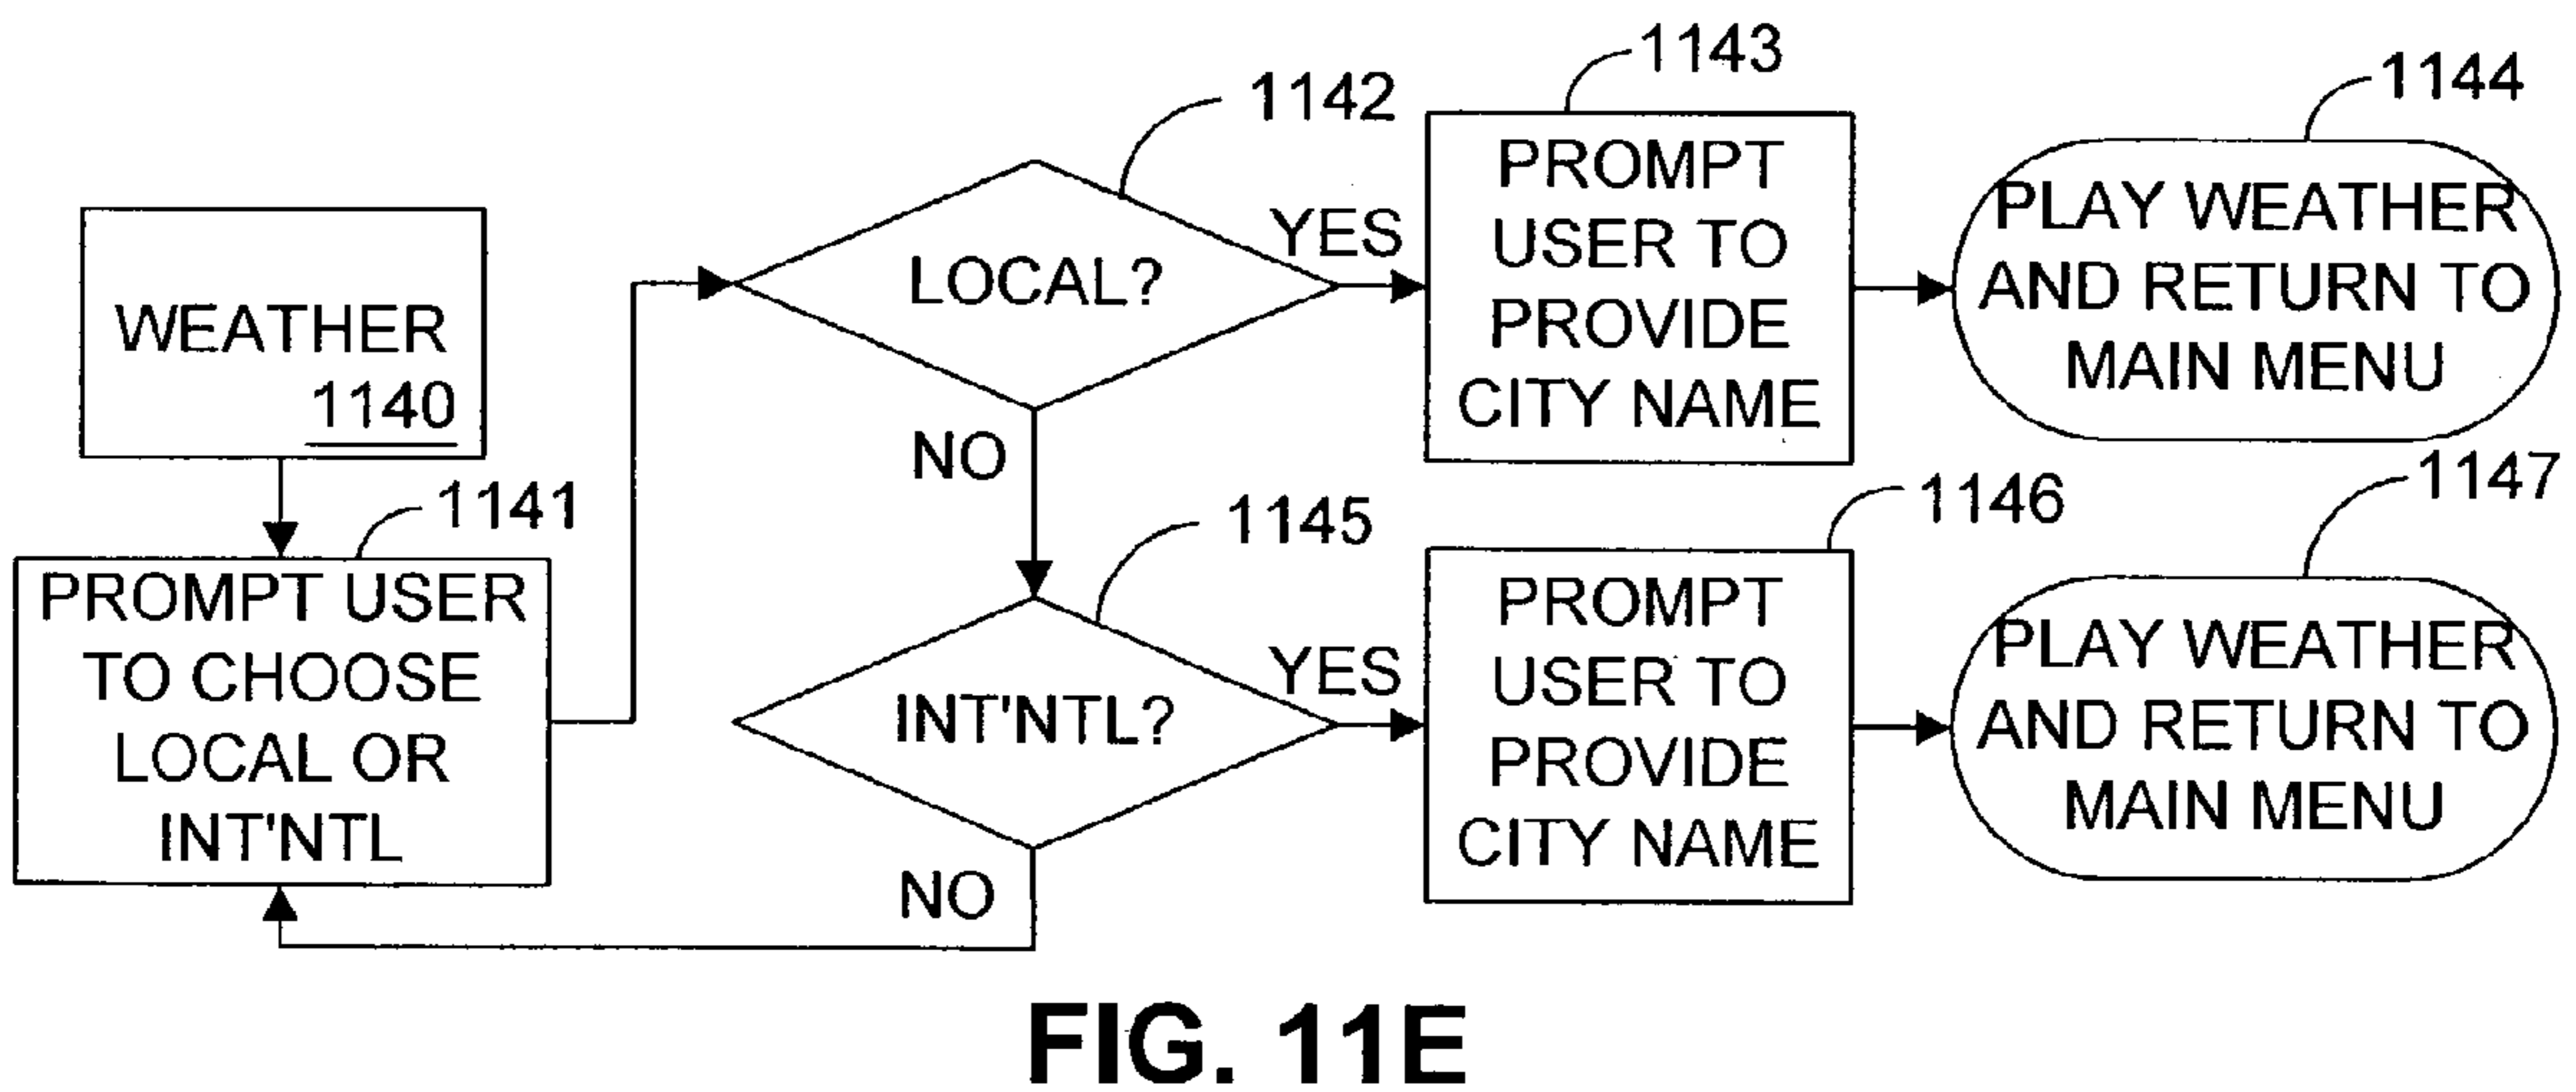 WEATHER
1140
1141
PROMPT USER
TO CHOOSE
LOCAL OR
INT'NTL
1142
LOCAL?
YES
NO
1143
PROMPT
USER TO
PROVIDE
CITY NAME
1144
PLAY WEATHER
AND RETURN TO
MAIN MENU
1145
INT'NTL?
YES
NO
1146
PROMPT
USER TO
PROVIDE
CITY NAME
1147
PLAY WEATHER
AND RETURN TO
MAIN MENU
FIG. 11E